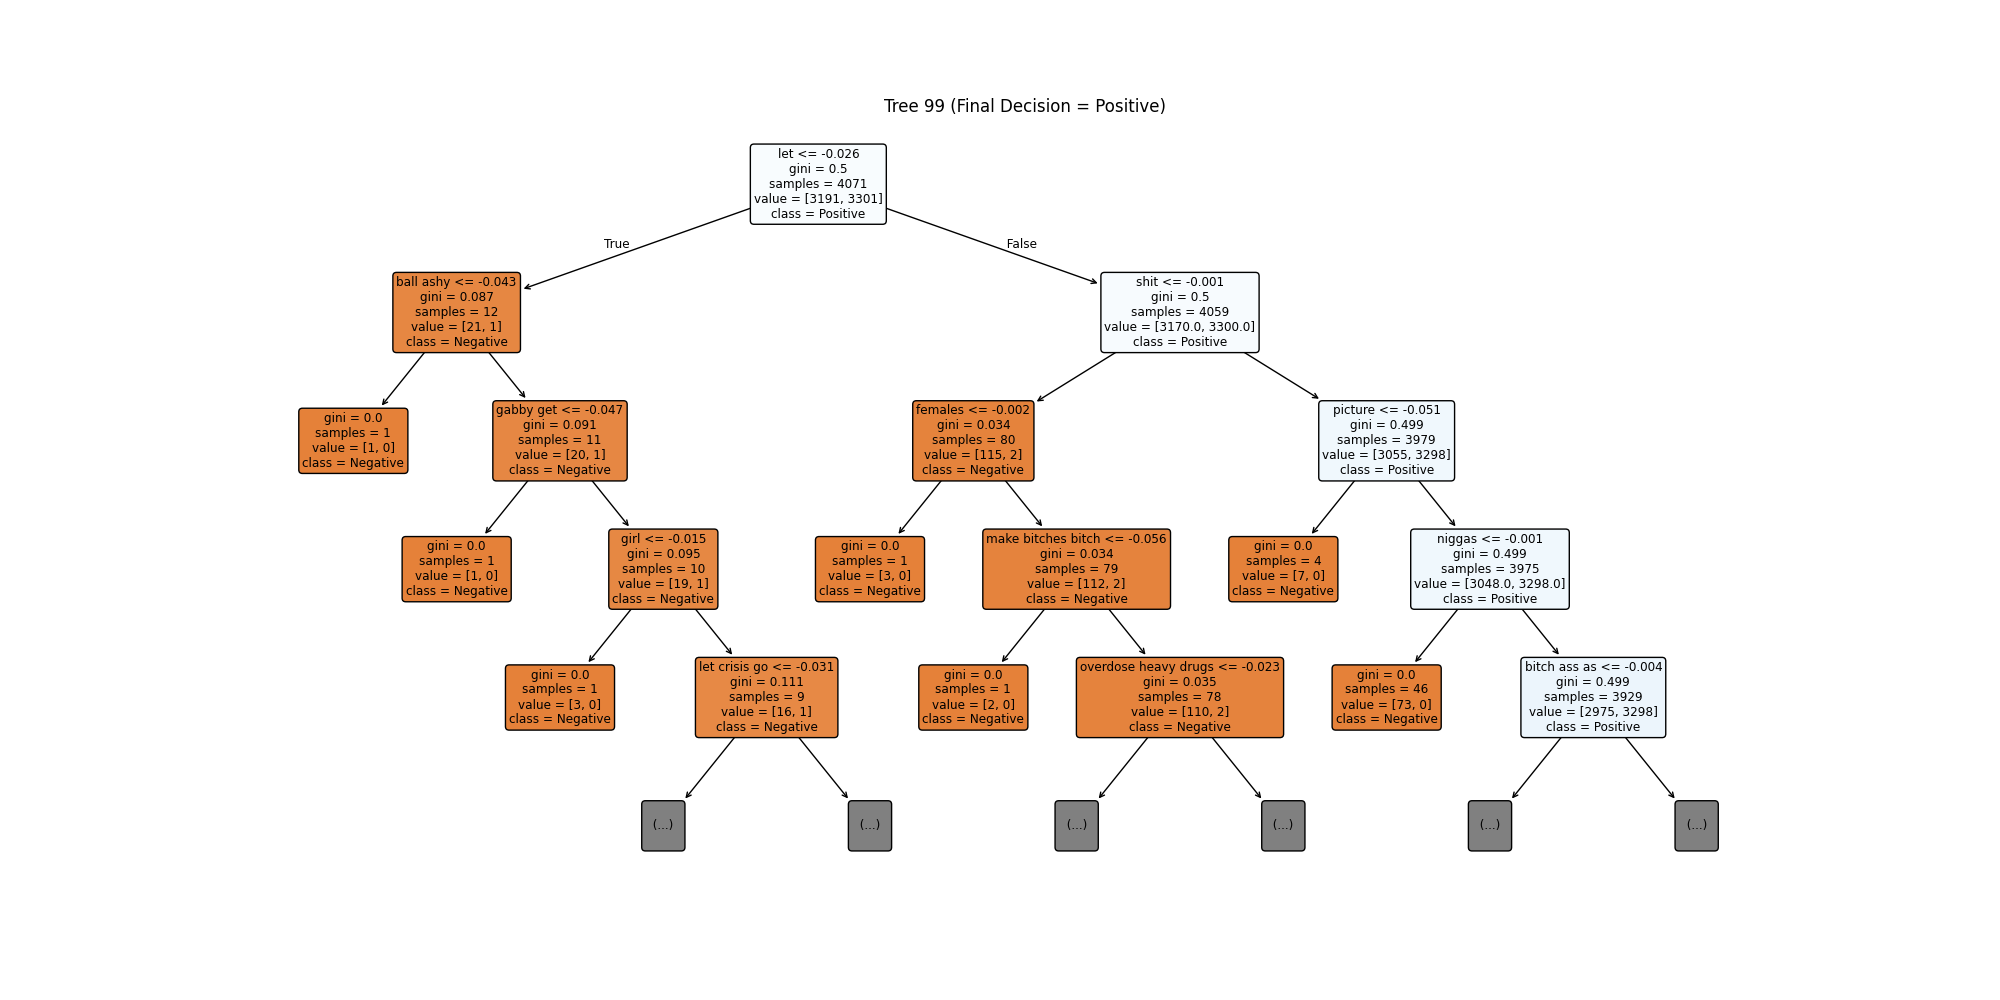 Tree 99 (Final Decision = Positive)
let <= -0.026
gini = 0.5
samples = 4071
value = [3191, 3301]
class = Positive
True
False
ball ashy <= -0.043
gini = 0.087
samples = 12
value = [21, 1]
class = Negative
shit <= -0.001
gini = 0.5
samples = 4059
value = [3170.0, 3300.0]
class = Positive
gini = 0.0
samples = 1
value = [1, 0]
class = Negative
gabby get <= -0.047
gini = 0.091
samples = 11
value = [20, 1]
class = Negative
females <= -0.002
gini = 0.034
samples = 80
value = [115, 2]
class = Negative
picture <= -0.051
gini = 0.499
samples = 3979
value = [3055, 3298]
class = Positive
gini = 0.0
samples = 1
value = [1, 0]
class = Negative
girl <= -0.015
gini = 0.095
samples = 10
value = [19, 1]
class = Negative
gini = 0.0
samples = 1
value = [3, 0]
class = Negative
make bitches bitch <= -0.056
gini = 0.034
samples = 79
value = [112, 2]
class = Negative
gini = 0.0
samples = 4
value = [7, 0]
class = Negative
niggas <= -0.001
gini = 0.499
samples = 3975
value = [3048.0, 3298.0]
class = Positive
gini = 0.0
samples = 1
value = [3, 0]
class = Negative
let crisis go <= -0.031
gini = 0.111
samples = 9
value = [16, 1]
class = Negative
gini = 0.0
samples = 1
value = [2, 0]
class = Negative
overdose heavy drugs <= -0.023
gini = 0.035
samples = 78
value = [110, 2]
class = Negative
gini = 0.0
samples = 46
value = [73, 0]
class = Negative
bitch ass as <= -0.004
gini = 0.499
samples = 3929
value = [2975, 3298]
class = Positive
(...)
(...)
(...)
(...)
(...)
(...)